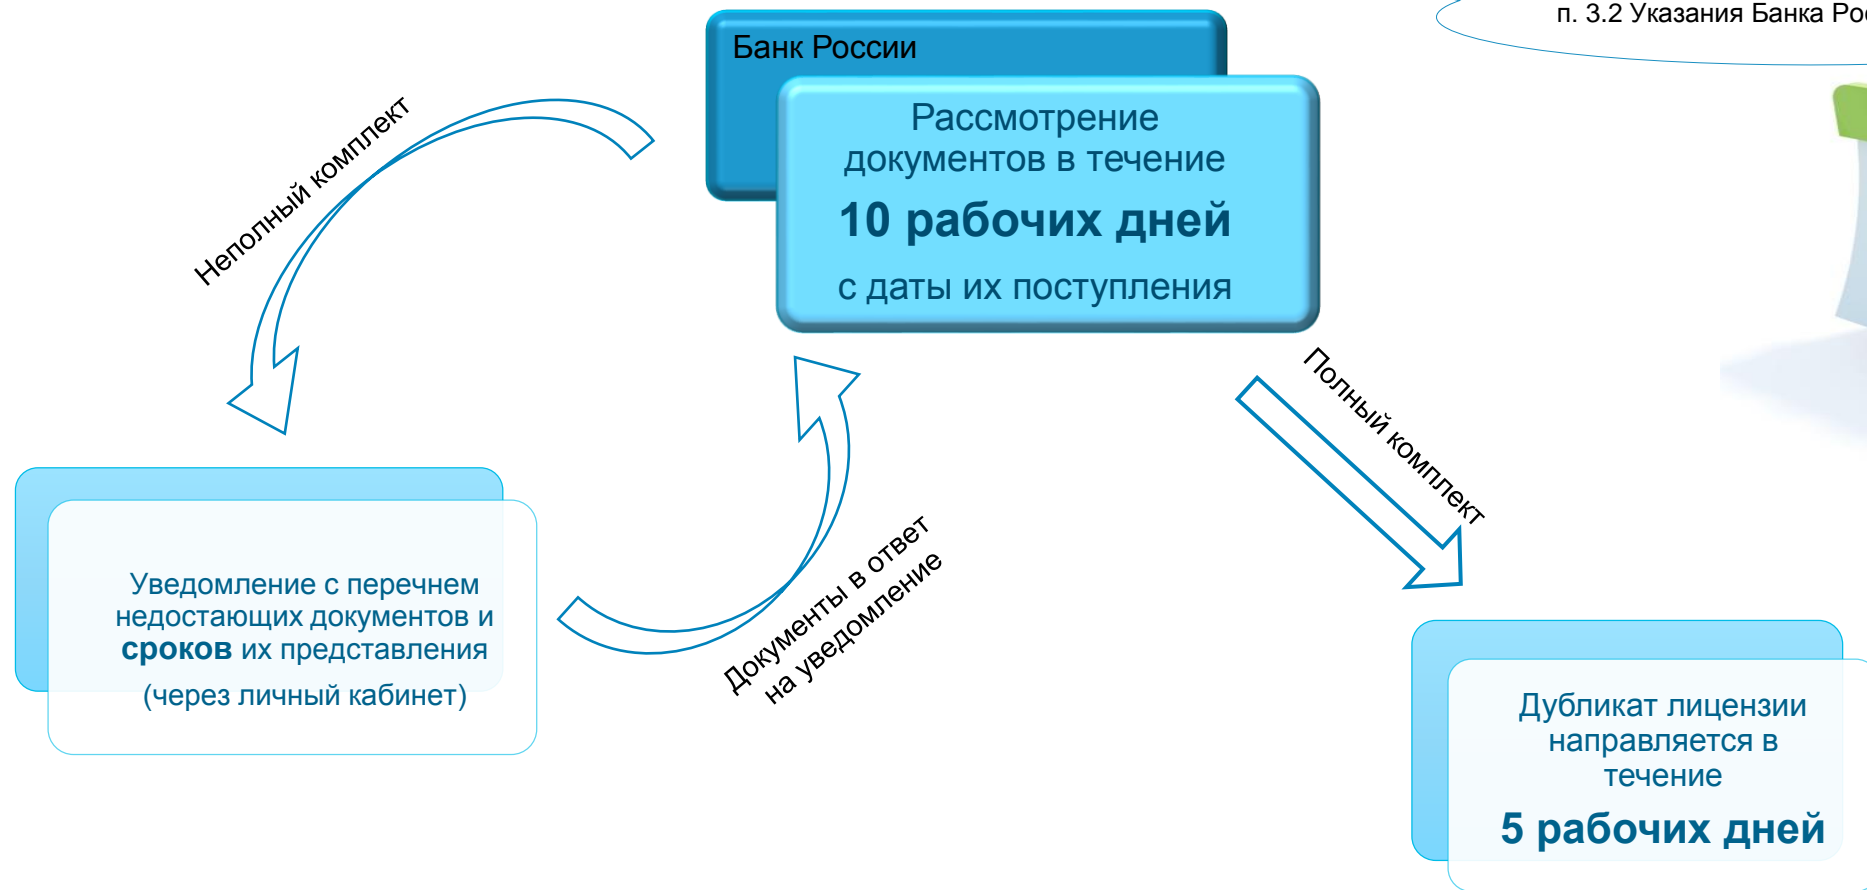 п. 3.2 Указания Банка
Банк России
Рассмотрение
документов в течение
10 рабочих дней
с даты их поступления
Неполный комплект
Полный комплект
Уведомление с перечнем
недостающих документов и
сроков их представления
(через личный кабинет)
Документы в ответ
на уведомление
Дубликат лицензии
направляется в
течение
5 рабочих дней